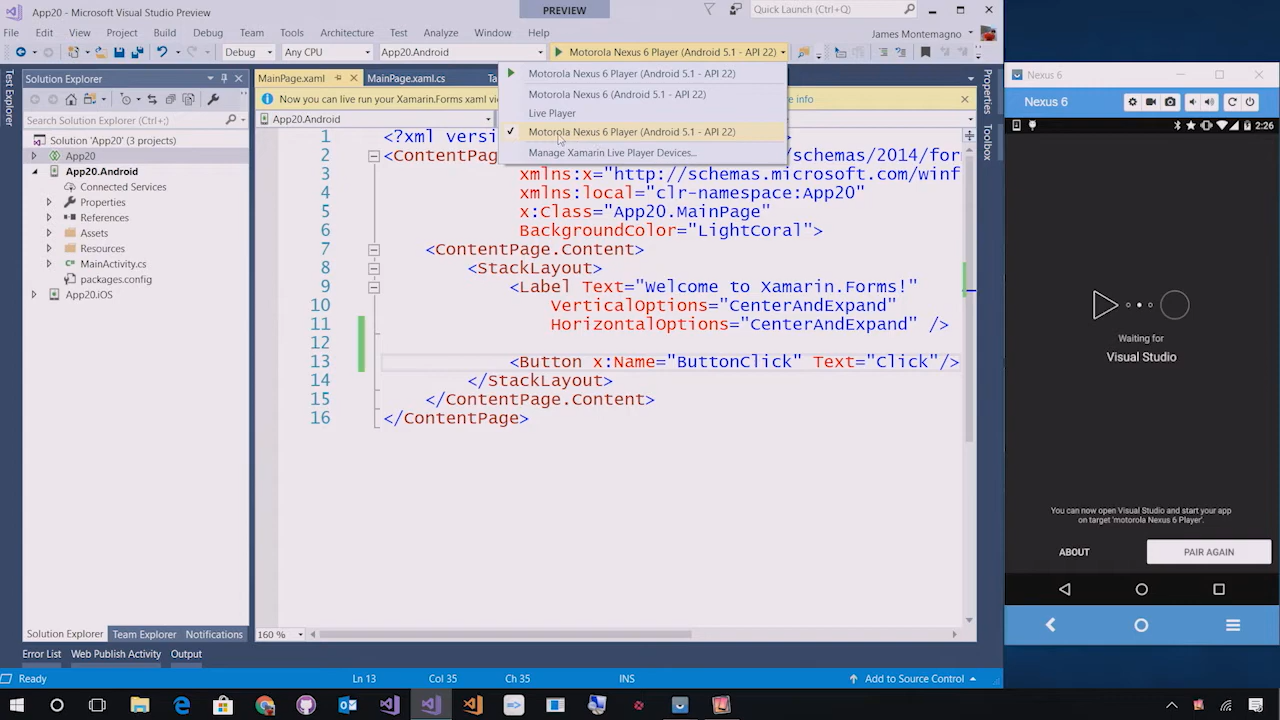 App20 - Microsoft Visual Studio Preview
PREVIEW
Quick Launch (Ctrl+Q)
File Edit View Project Build Debug Team Tools Architecture Test Analyze Window Help
James Montemagno
Debug
Any CPU
App20.Android
Motorola Nexus 6 Player (Android 5.1 - API 22)
Motorola Nexus 6 Player (Android 5.1 - API 22)
Motorola Nexus 6 (Android 5.1 - API 22)
Live Player
Motorola Nexus 6 Player (Android 5.1 - API 22)
Manage Xamarin Live Player Devices...
Test Explorer
Solution Explorer
Search Solution Explorer (Ctrl+;)
Solution 'App20' (3 projects)
App20
App20.Android
Connected Services
Properties
References
Assets
Resources
MainActivity.cs
packages.config
App20.iOS
Solution Explorer Team Explorer Notifications
MainPage.xaml
MainPage.xaml.cs
Ta
Now you can live run your Xamarin.Forms xaml vi
e info
App20.Android
1 <?xml vers
2 <ContentPag
/schemas/2014/for
3 xmlns:x="http://schemas.microsoft.com/winf
4 xmlns:local="clr-namespace:App20"
5 x:Class="App20.MainPage"
6 BackgroundColor="LightCoral">
7 <ContentPage.Content>
8 <StackLayout>
9 <Label Text="Welcome to Xamarin.Forms!"
10 VerticalOptions="CenterAndExpand"
11 HorizontalOptions="CenterAndExpand" />
12
13 <Button x:Name="ButtonClick" Text="Click"/>
14 </StackLayout>
15 </ContentPage.Content>
16 </ContentPage>
160 %
Properties
Toolbox
Error List Web Publish Activity Output
Ready
Ln 13
Col 35
Ch 35
INS
Add to Source Control
Nexus 6
Nexus 6
2:26
Waiting for
Visual Studio
You can now open Visual Studio and start your app
on target 'motorola Nexus 6 Player'.
ABOUT
PAIR AGAIN